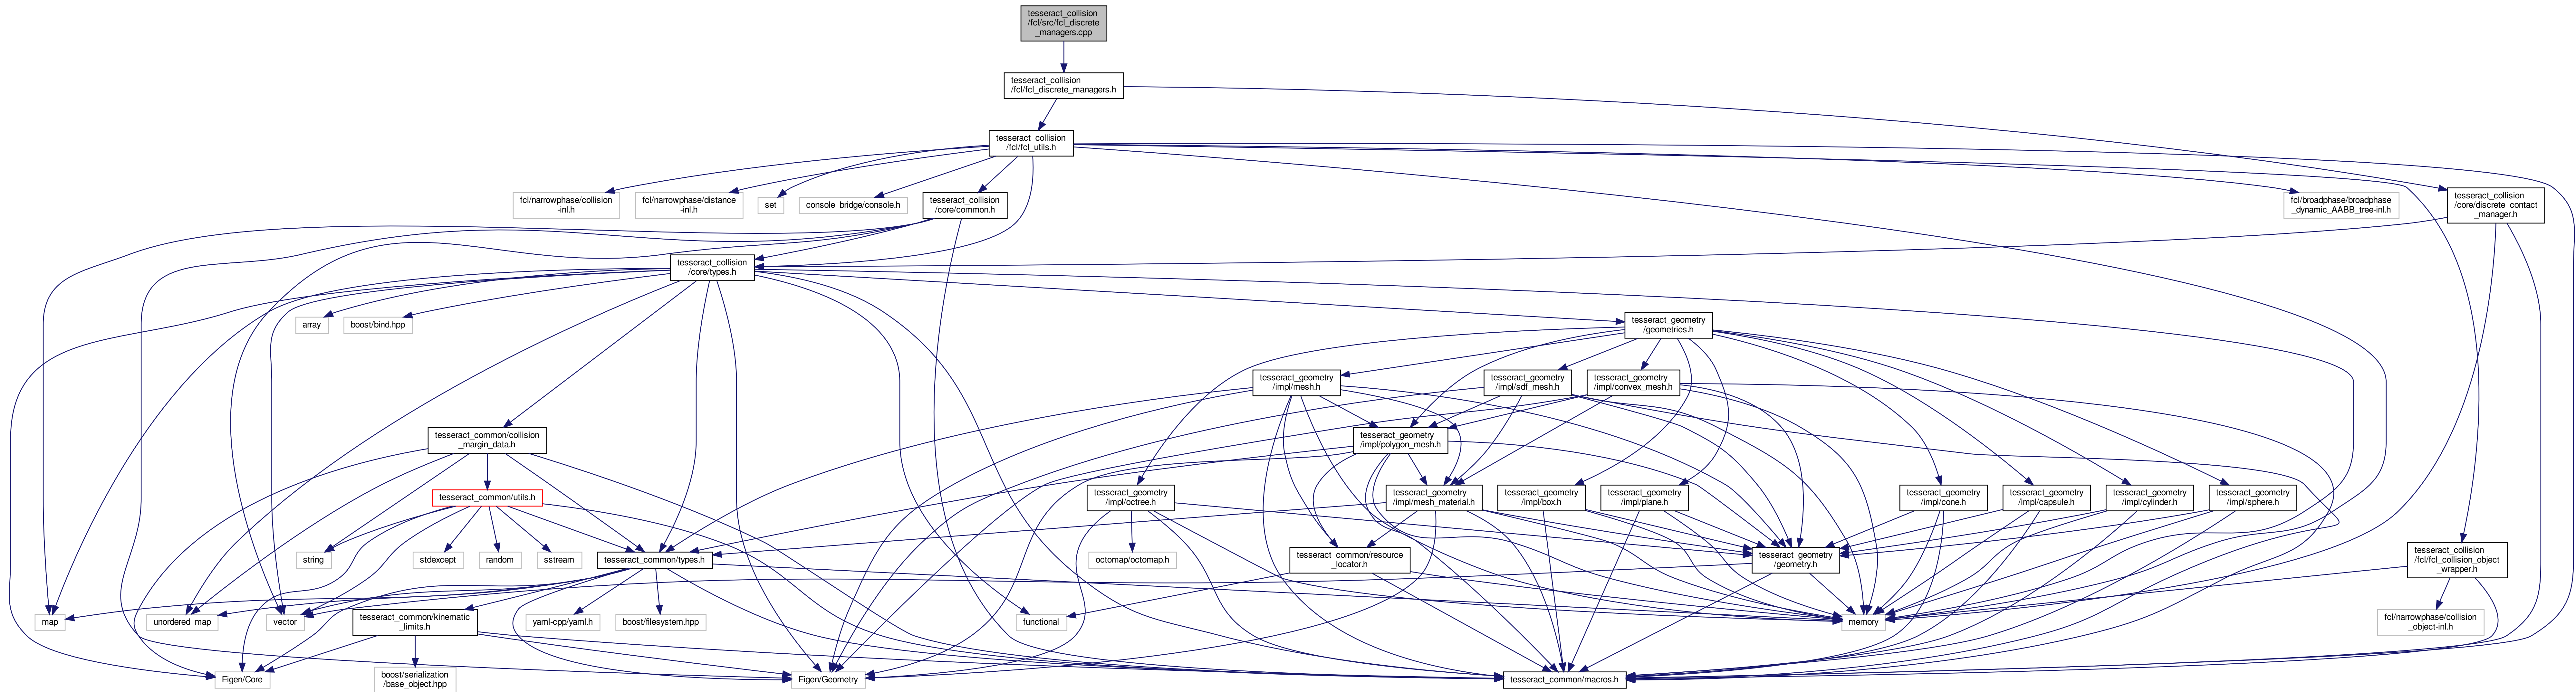 tesseract_collision
/fcl/src/fcl_discrete
_managers.cpp
tesseract_collision
/fcl/fcl_discrete_managers.h
tesseract_collision
/fcl/fcl_utils.h
fcl/narrowphase/collision
-inl.h
fcl/narrowphase/distance
-inl.h
set
console_bridge/console.h
tesseract_collision
/core/common.h
fcl/broadphase/broadphase
_dynamic_AABB_tree-inl.h
tesseract_collision
/core/discrete_contact
_manager.h
tesseract_collision
/core/types.h
array
boost/bind.hpp
tesseract_geometry
/geometries.h
tesseract_geometry
/impl/mesh.h
tesseract_geometry
/impl/sdf_mesh.h
tesseract_geometry
/impl/convex_mesh.h
tesseract_common/collision
_margin_data.h
tesseract_geometry
/impl/polygon_mesh.h
tesseract_common/utils.h
tesseract_geometry
/impl/octree.h
tesseract_geometry
/impl/mesh_material.h
tesseract_geometry
/impl/box.h
tesseract_geometry
/impl/plane.h
tesseract_geometry
/impl/cone.h
tesseract_geometry
/impl/capsule.h
tesseract_geometry
/impl/cylinder.h
tesseract_geometry
/impl/sphere.h
string
stdexcept
random
sstream
tesseract_common/types.h
octomap/octomap.h
tesseract_common/resource
_locator.h
tesseract_geometry
/geometry.h
tesseract_collision
/fcl/fcl_collision_object
_wrapper.h
map
unordered_map
vector
tesseract_common/kinematic
_limits.h
yaml-cpp/yaml.h
boost/filesystem.hpp
functional
memory
fcl/narrowphase/collision
_object-inl.h
Eigen/Core
boost/serialization
/base_object.hpp
Eigen/Geometry
tesseract_common/macros.h